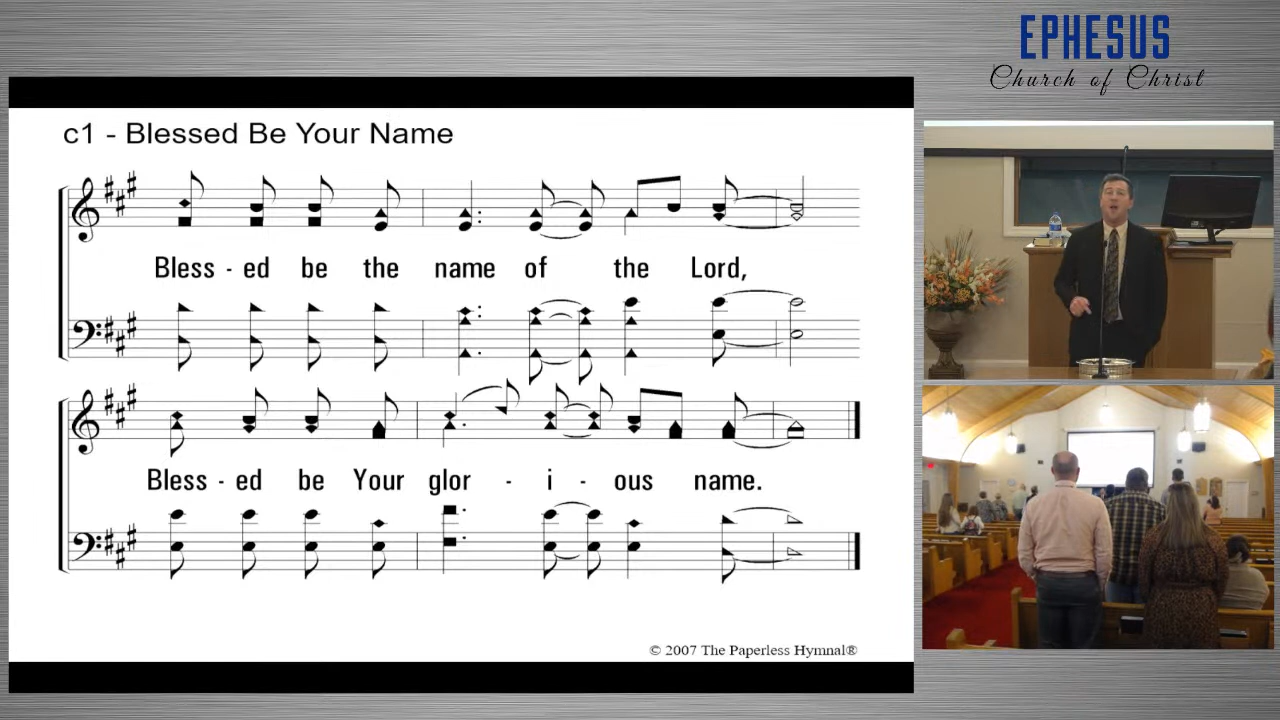 EPHESUS
Church of Christ
c1 - Blessed Be Your Name
Bless - ed be the name of the Lord,
Bless - ed be Your glor - i - ous name.
© 2007 The Paperless Hymnal®